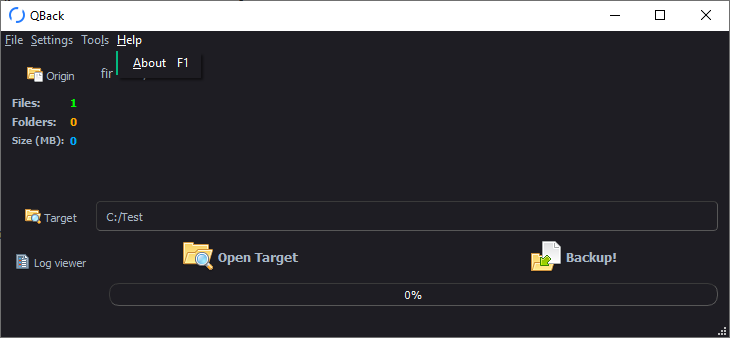 QBack
File Settings Tools Help
About F1
Origin
Files: 1
Folders: 0
Size (MB): 0
Target C:/Test
Log viewer Open Target Backup!
0%